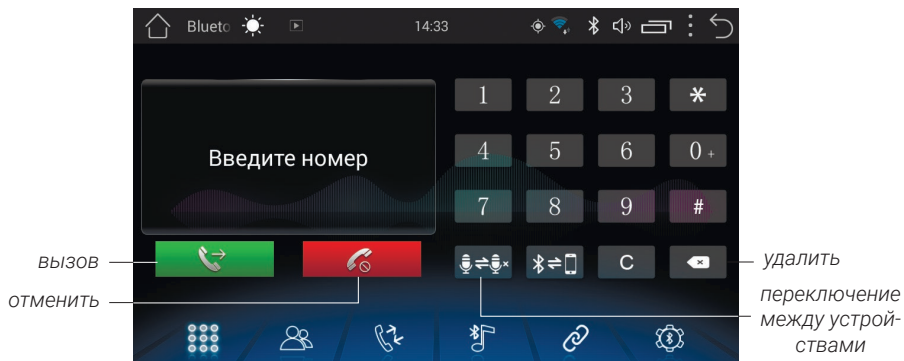 Blueto 14:33
1 2 3 *
Введите номер
4 5 6 0 +
7 8 9 #
вызов
C
удалить
отменить
переключение
между устрой-
ствами